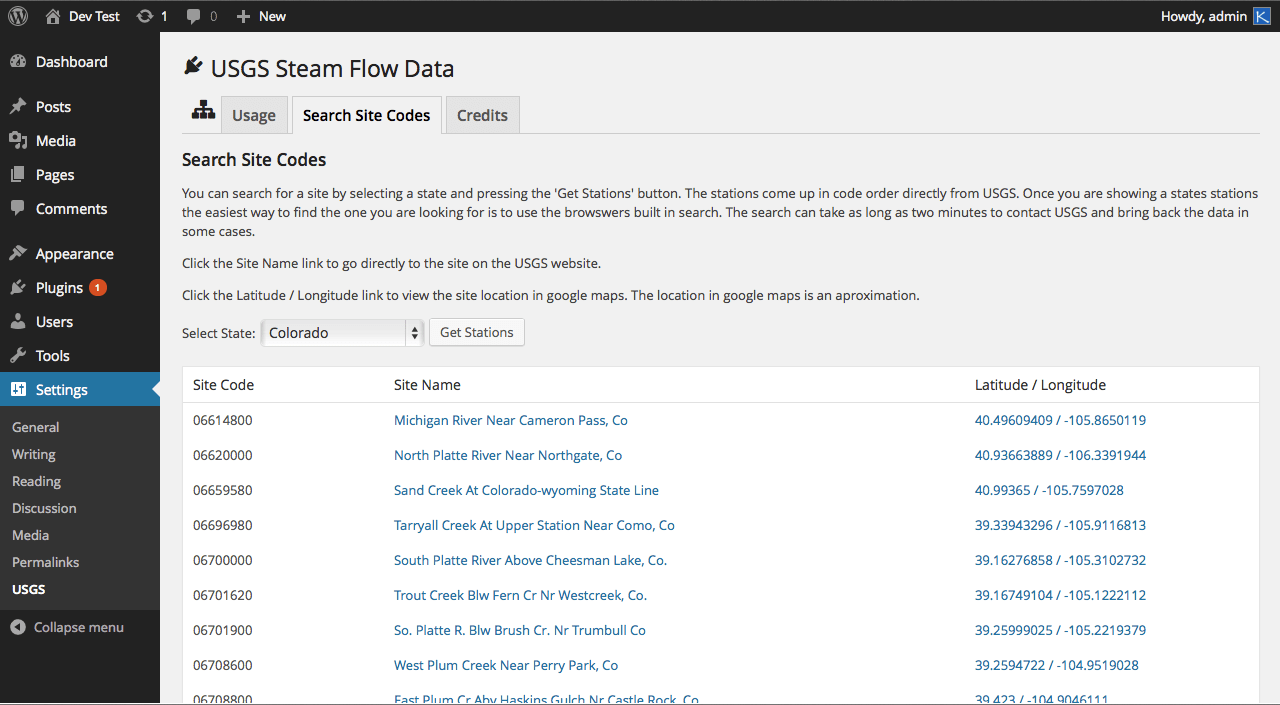 Dev Test 1 0 New Howdy, admin
Dashboard
Posts
Media
Pages
Comments
Appearance
Plugins 1
Users
Tools
Settings
General
Writing
Reading
Discussion
Media
Permalinks
USGS
Collapse menu
USGS Steam Flow Data
Usage Search Site Codes Credits
Search Site Codes
You can search for a site by selecting a state and pressing the 'Get Stations' button. The stations come up in code order directly from USGS. Once you are showing a states stations
the easiest way to find the one you are looking for is to use the browswers built in search. The search can take as long as two minutes to contact USGS and bring back the data in
some cases.
Click the Site Name link to go directly to the site on the USGS website.
Click the Latitude / Longitude link to view the site location in google maps. The location in google maps is an aproximation.
Select State: Colorado Get Stations
Site Code Site Name Latitude / Longitude
06614800 Michigan River Near Cameron Pass, Co 40.49609409 / -105.8650119
06620000 North Platte River Near Northgate, Co 40.93663889 / -106.3391944
06659580 Sand Creek At Colorado-wyoming State Line 40.99365 / -105.7597028
06696980 Tarryall Creek At Upper Station Near Como, Co 39.33943296 / -105.9116813
06700000 South Platte River Above Cheesman Lake, Co. 39.16276858 / -105.3102732
06701620 Trout Creek Blw Fern Cr Nr Westcreek, Co. 39.16749104 / -105.1222112
06701900 So. Platte R. Blw Brush Cr. Nr Trumbull Co 39.25999025 / -105.2219379
06708600 West Plum Creek Near Perry Park, Co 39.2594722 / -104.9519028
06708800 East Plum Cr Abv Haskins Gulch Nr Castle Rock, Co 39.423 / -104.9046111